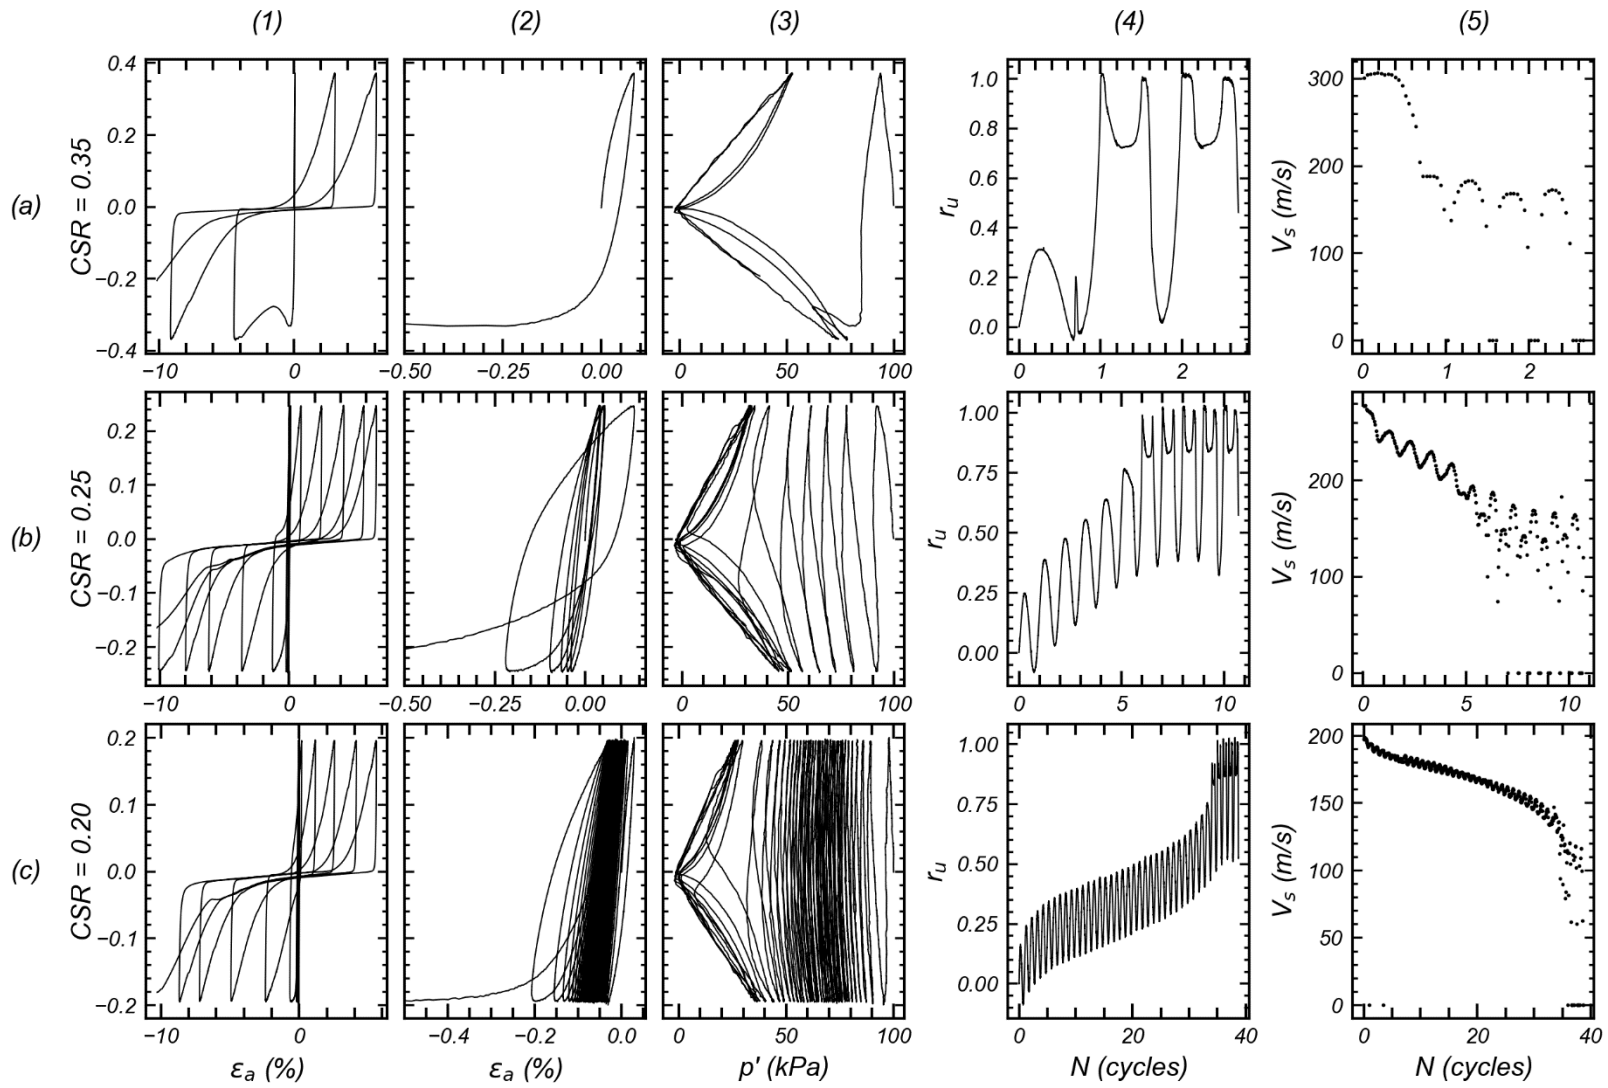 (1) (2) (3) (4) (5)
(a)
CSR = 0.35
0.4
0.2
0.0
−0.2
−0.4
−10 0
−0.50 −0.25 0.00
0 50 100
r_u
1.0
0.8
0.6
0.4
0.2
0.0
0 1 2
V_s (m/s)
300
200
100
0
0 1 2
(b)
CSR = 0.25
0.2
0.1
0.0
−0.1
−0.2
−10 0
−0.50 −0.25 0.00
0 50 100
r_u
1.00
0.75
0.50
0.25
0.00
0 5 10
V_s (m/s)
200
100
0
0 5 10
(c)
CSR = 0.20
0.2
0.1
0.0
−0.1
−0.2
−10 0
−0.4 −0.2 0.0
0 50 100
r_u
1.00
0.75
0.50
0.25
0.00
0 20 40
V_s (m/s)
200
150
100
50
0
0 20 40
ε_a (%) ε_a (%) p' (kPa) N (cycles) N (cycles)